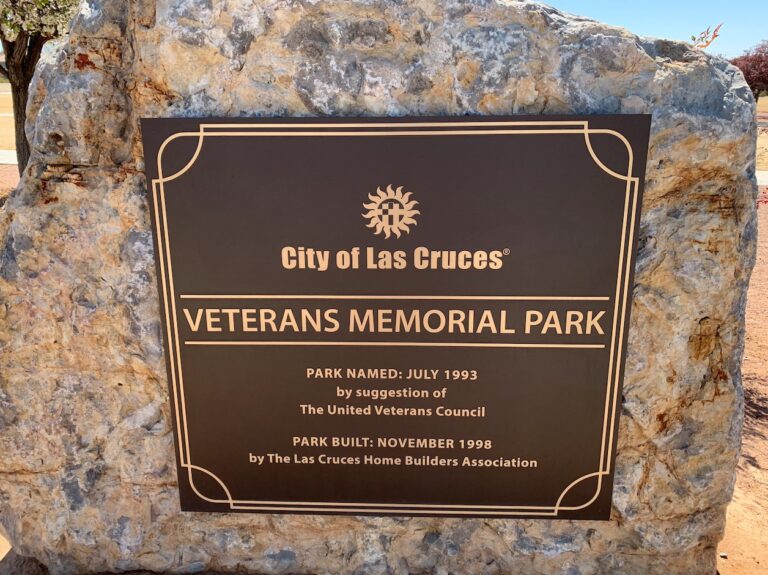 City of Las Cruces®
VETERANS MEMORIAL PARK
PARK NAMED: JULY 1993
by suggestion of
The United Veterans Council
PARK BUILT: NOVEMBER 1998
by The Las Cruces Home Builders Association